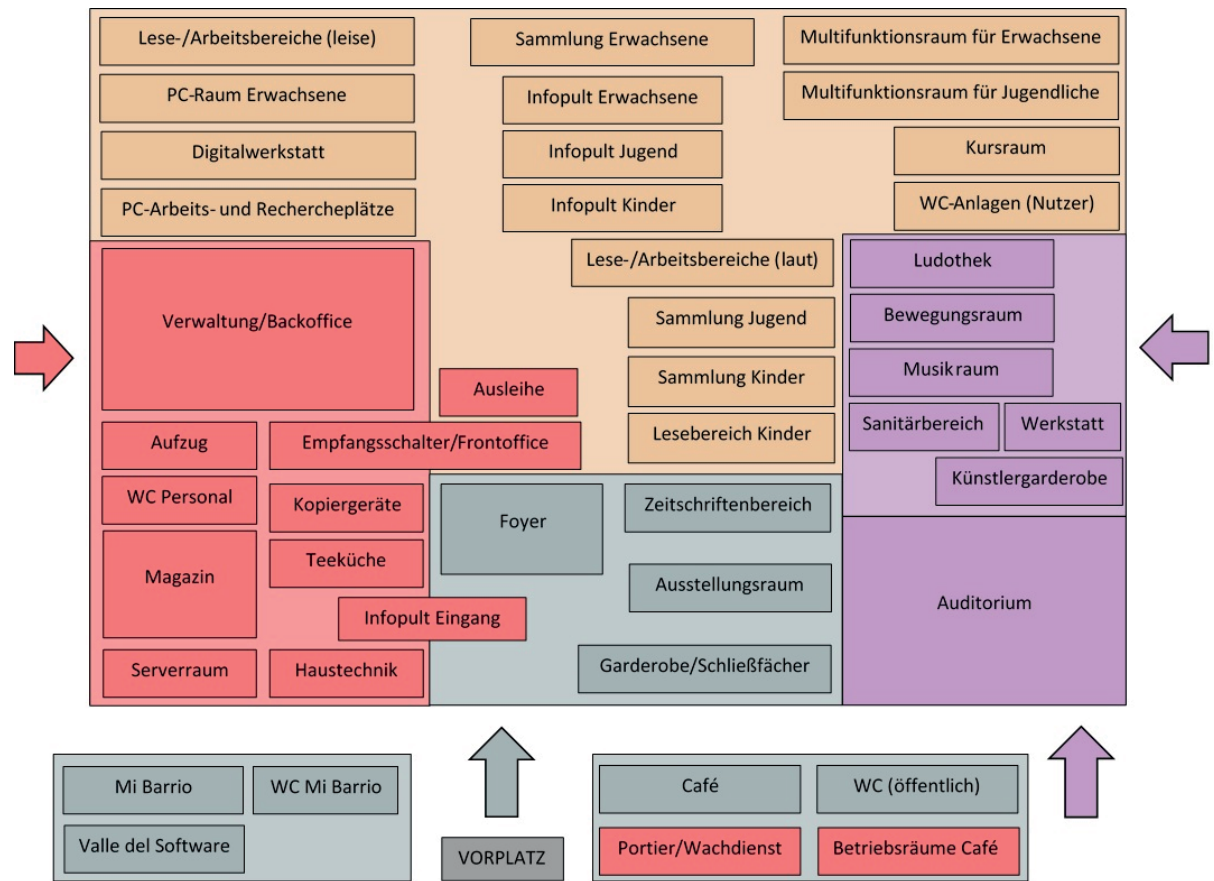 Lese-/Arbeitsbereiche (leise)
PC-Raum Erwachsene
Digitalwerkstatt
PC-Arbeits- und Rechercheplätze
Sammlung Erwachsene
Infopult Erwachsene
Infopult Jugend
Infopult Kinder
Multifunktionsraum für Erwachsene
Multifunktionsraum für Jugendliche
Kursraum
WC-Anlagen (Nutzer)
Lese-/Arbeitsbereiche (laut)
Sammlung Jugend
Sammlung Kinder
Lesebereich Kinder
Verwaltung/Backoffice
Ausleihe
Aufzug
Empfangsschalter/Frontoffice
WC Personal
Kopiergeräte
Magazin
Teeküche
Infopult Eingang
Serverraum
Haustechnik
Foyer
Zeitschriftenbereich
Ausstellungsraum
Garderobe/Schließfächer
Ludothek
Bewegungsraum
Musikraum
Sanitärbereich
Werkstatt
Künstlergarderobe
Auditorium
Mi Barrio
WC Mi Barrio
Valle del Software
VORPLATZ
Café
WC (öffentlich)
Portier/Wachdienst
Betriebsräume Café